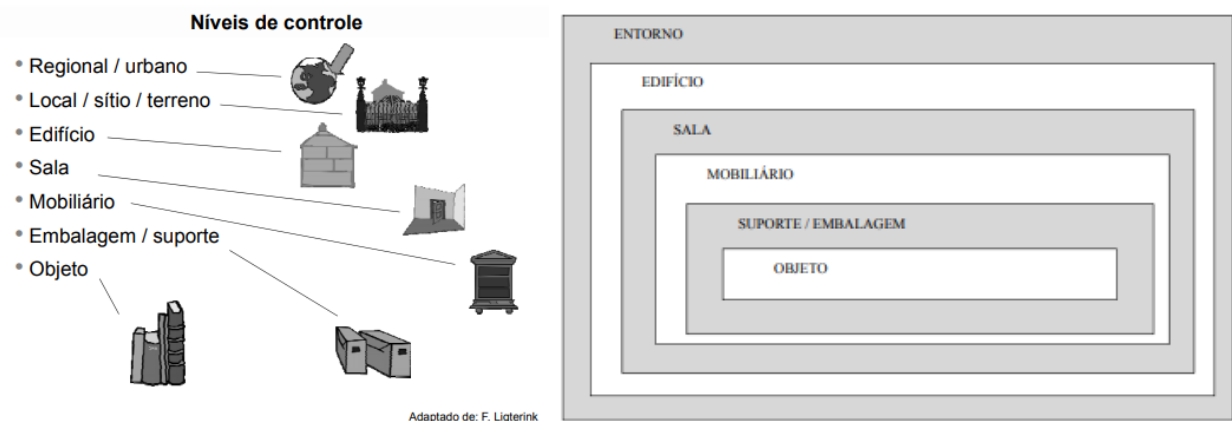 Níveis de controle
• Regional / urbano
• Local / sítio / terreno
• Edifício
• Sala
• Mobiliário
• Embalagem / suporte
• Objeto
Adaptado de: F. Ligterink
ENTORNO
EDIFÍCIO
SALA
MOBILIÁRIO
SUPORTE / EMBALAGEM
OBJETO